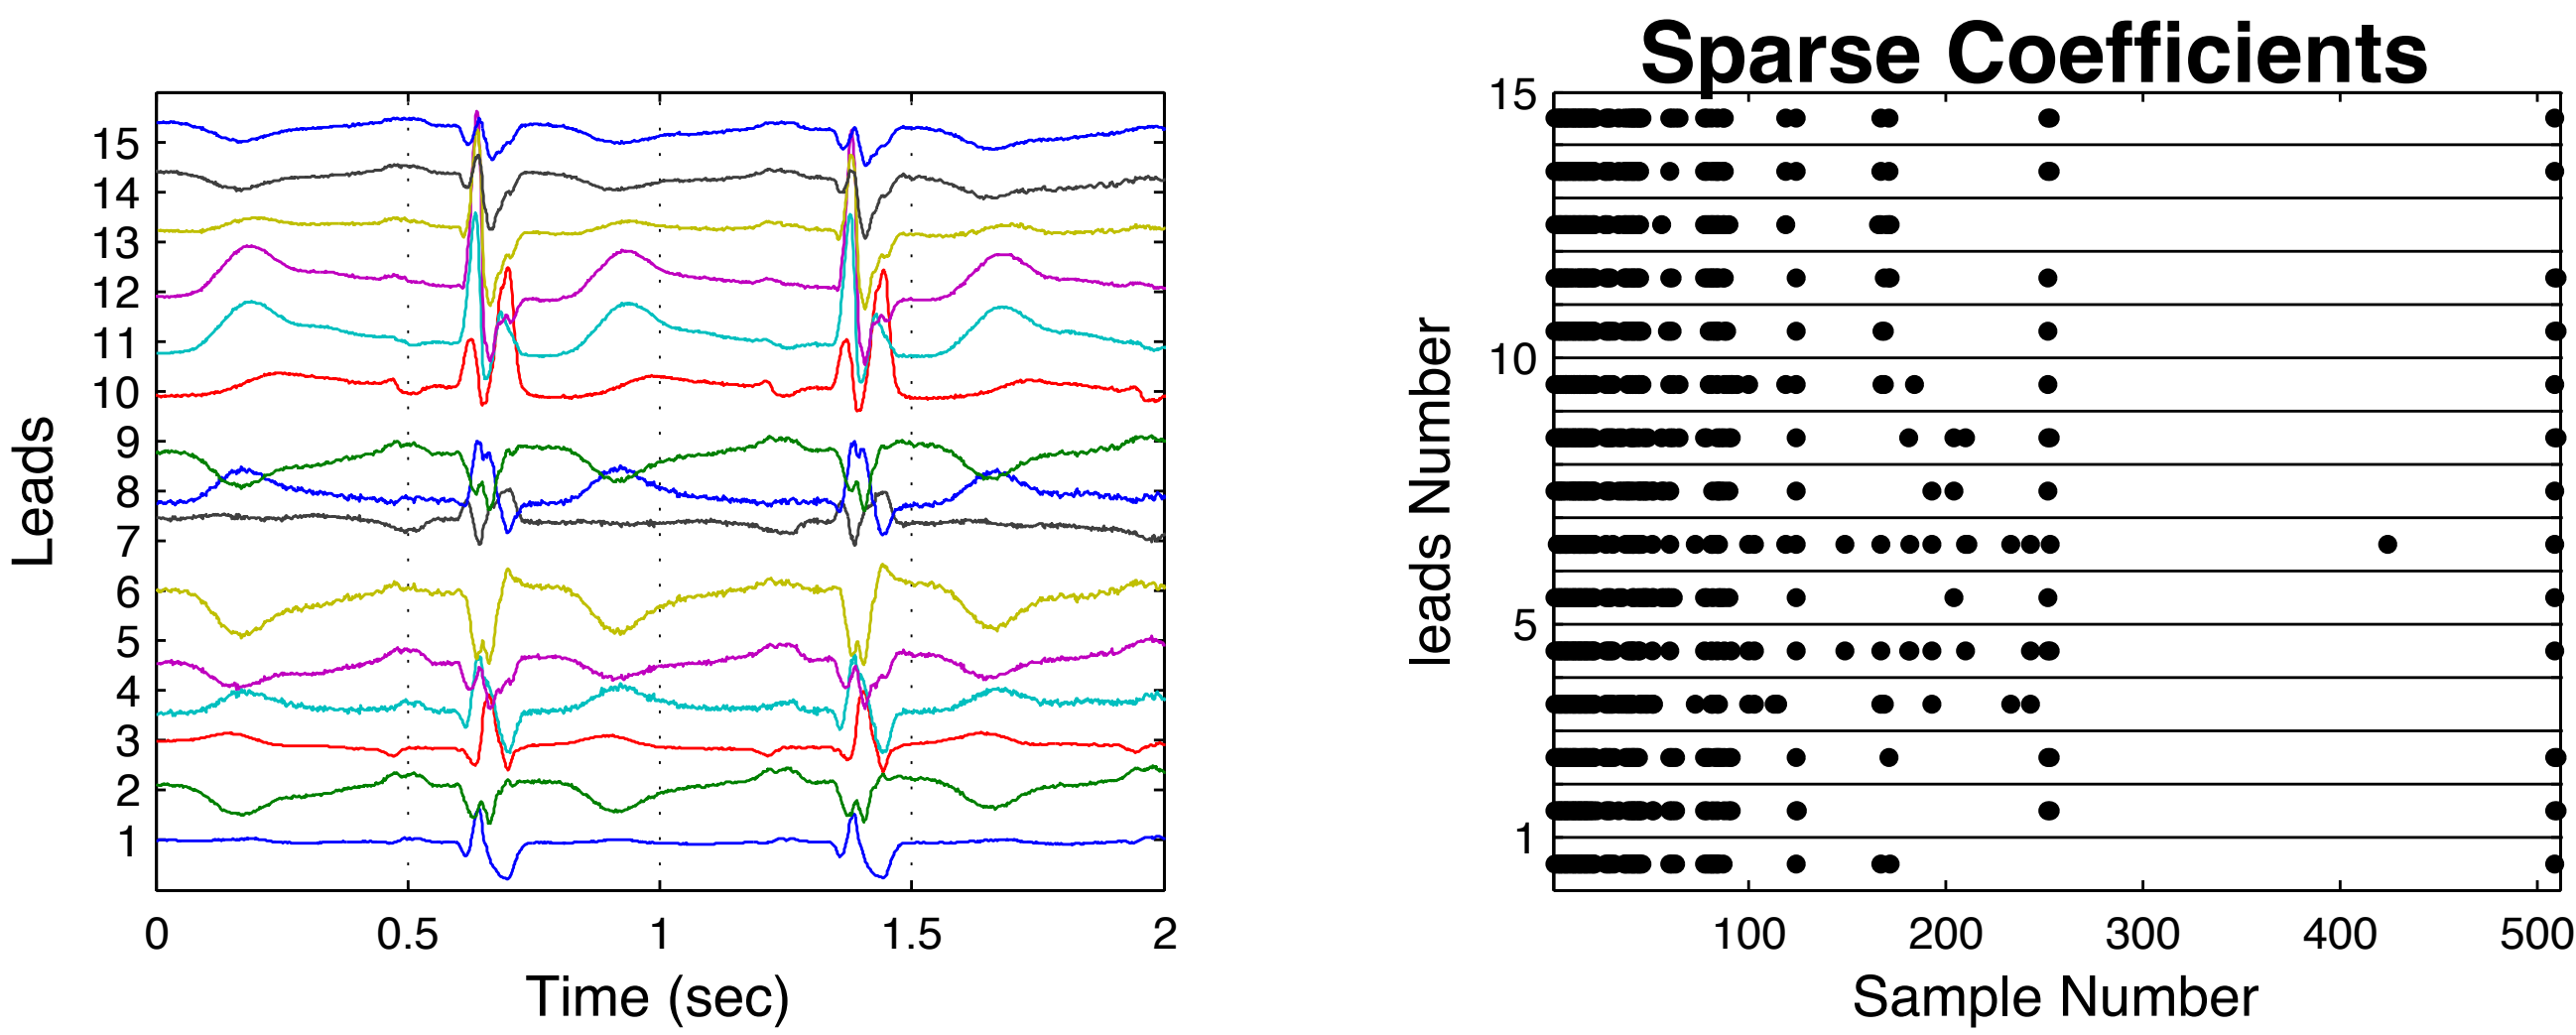 Leads
15
14
13
12
11
10
9
8
7
6
5
4
3
2
1
0 0.5 1 1.5 2
Time (sec)
Sparse Coefficients
leads Number
15
10
5
1
100 200 300 400 500
Sample Number